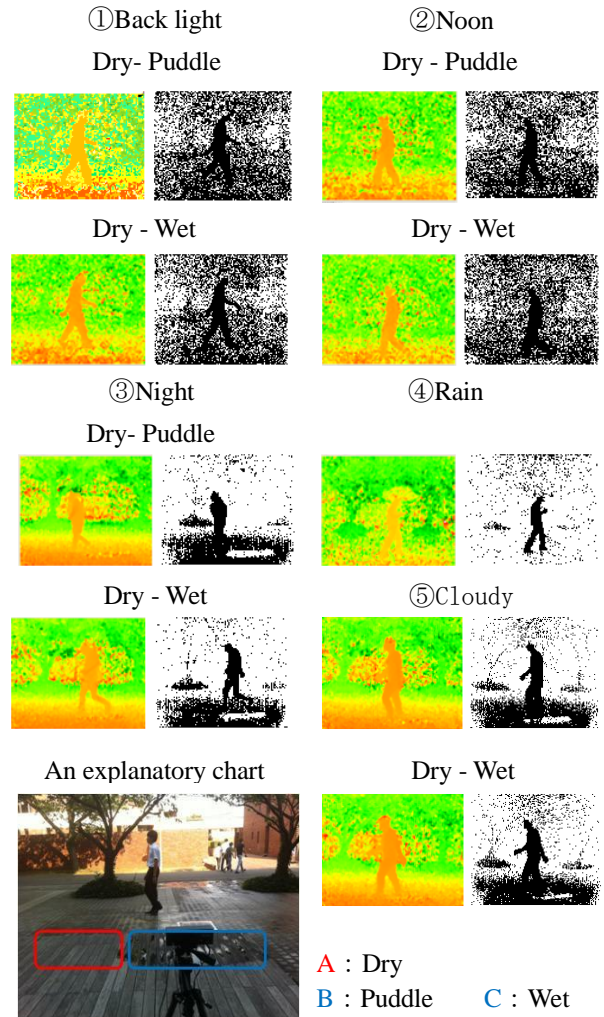 ①Back light
②Noon
Dry- Puddle
Dry - Puddle
Dry - Wet
Dry - Wet
③Night
④Rain
Dry- Puddle
Dry - Wet
⑤Cloudy
An explanatory chart
Dry - Wet
A : Dry
B : Puddle C : Wet